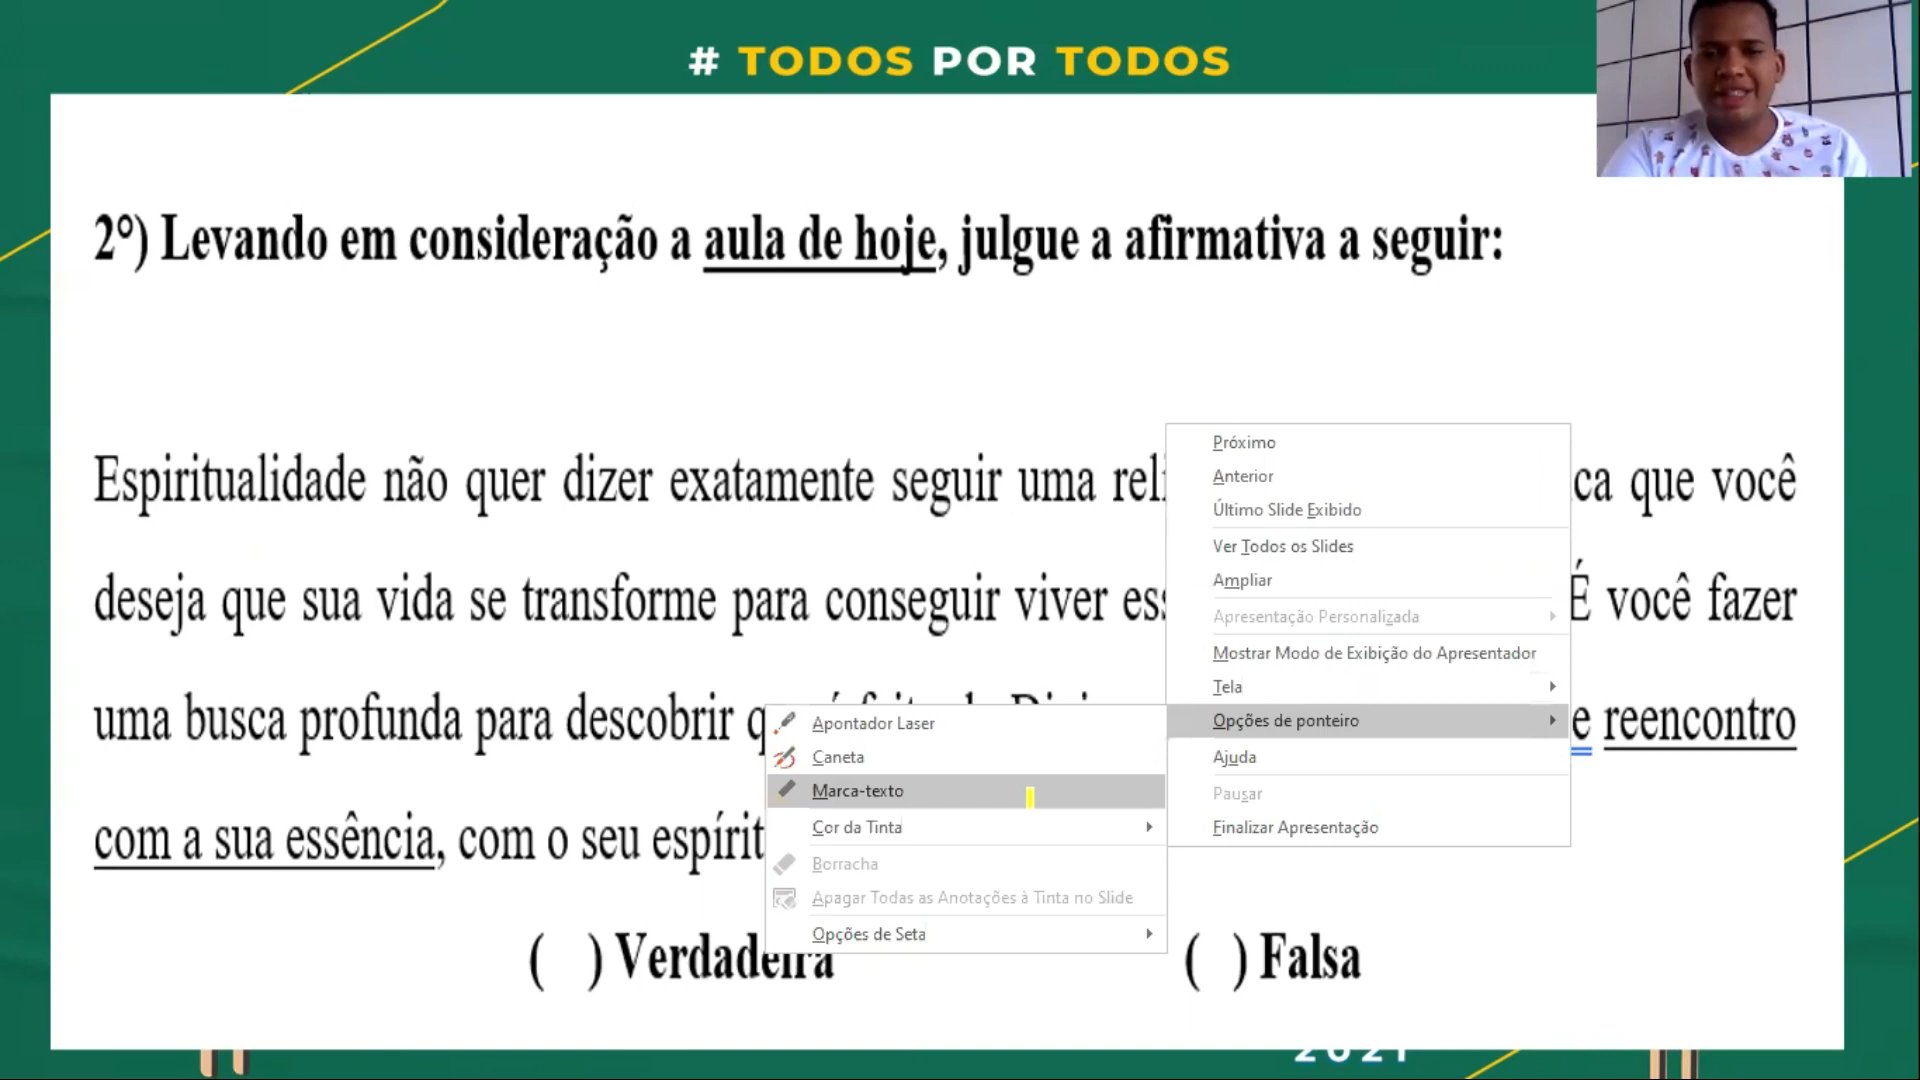 # TODOS POR TODOS
2º) Levando em consideração a aula de hoje, julgue a afirmativa a seguir:
Espiritualidade não quer dizer exatamente seguir uma que você
deseja que sua vida se transforme para conseguir viver É você fazer
uma busca profunda para descobrir reencontro
com a sua essência, com o seu
( ) Verdadeira ( ) Falsa
Próximo
Anterior
Último Slide Exibido
Ver Todos os Slides
Ampliar
Apresentação Personalizada
Mostrar Modo de Exibição do Apresentador
Tela
Opções de ponteiro
Ajuda
Pausar
Finalizar Apresentação
Apontador Laser
Caneta
Marca-texto
Cor da Tinta
Borracha
Apagar Todas as Anotações à Tinta no Slide
Opções de Seta
2021